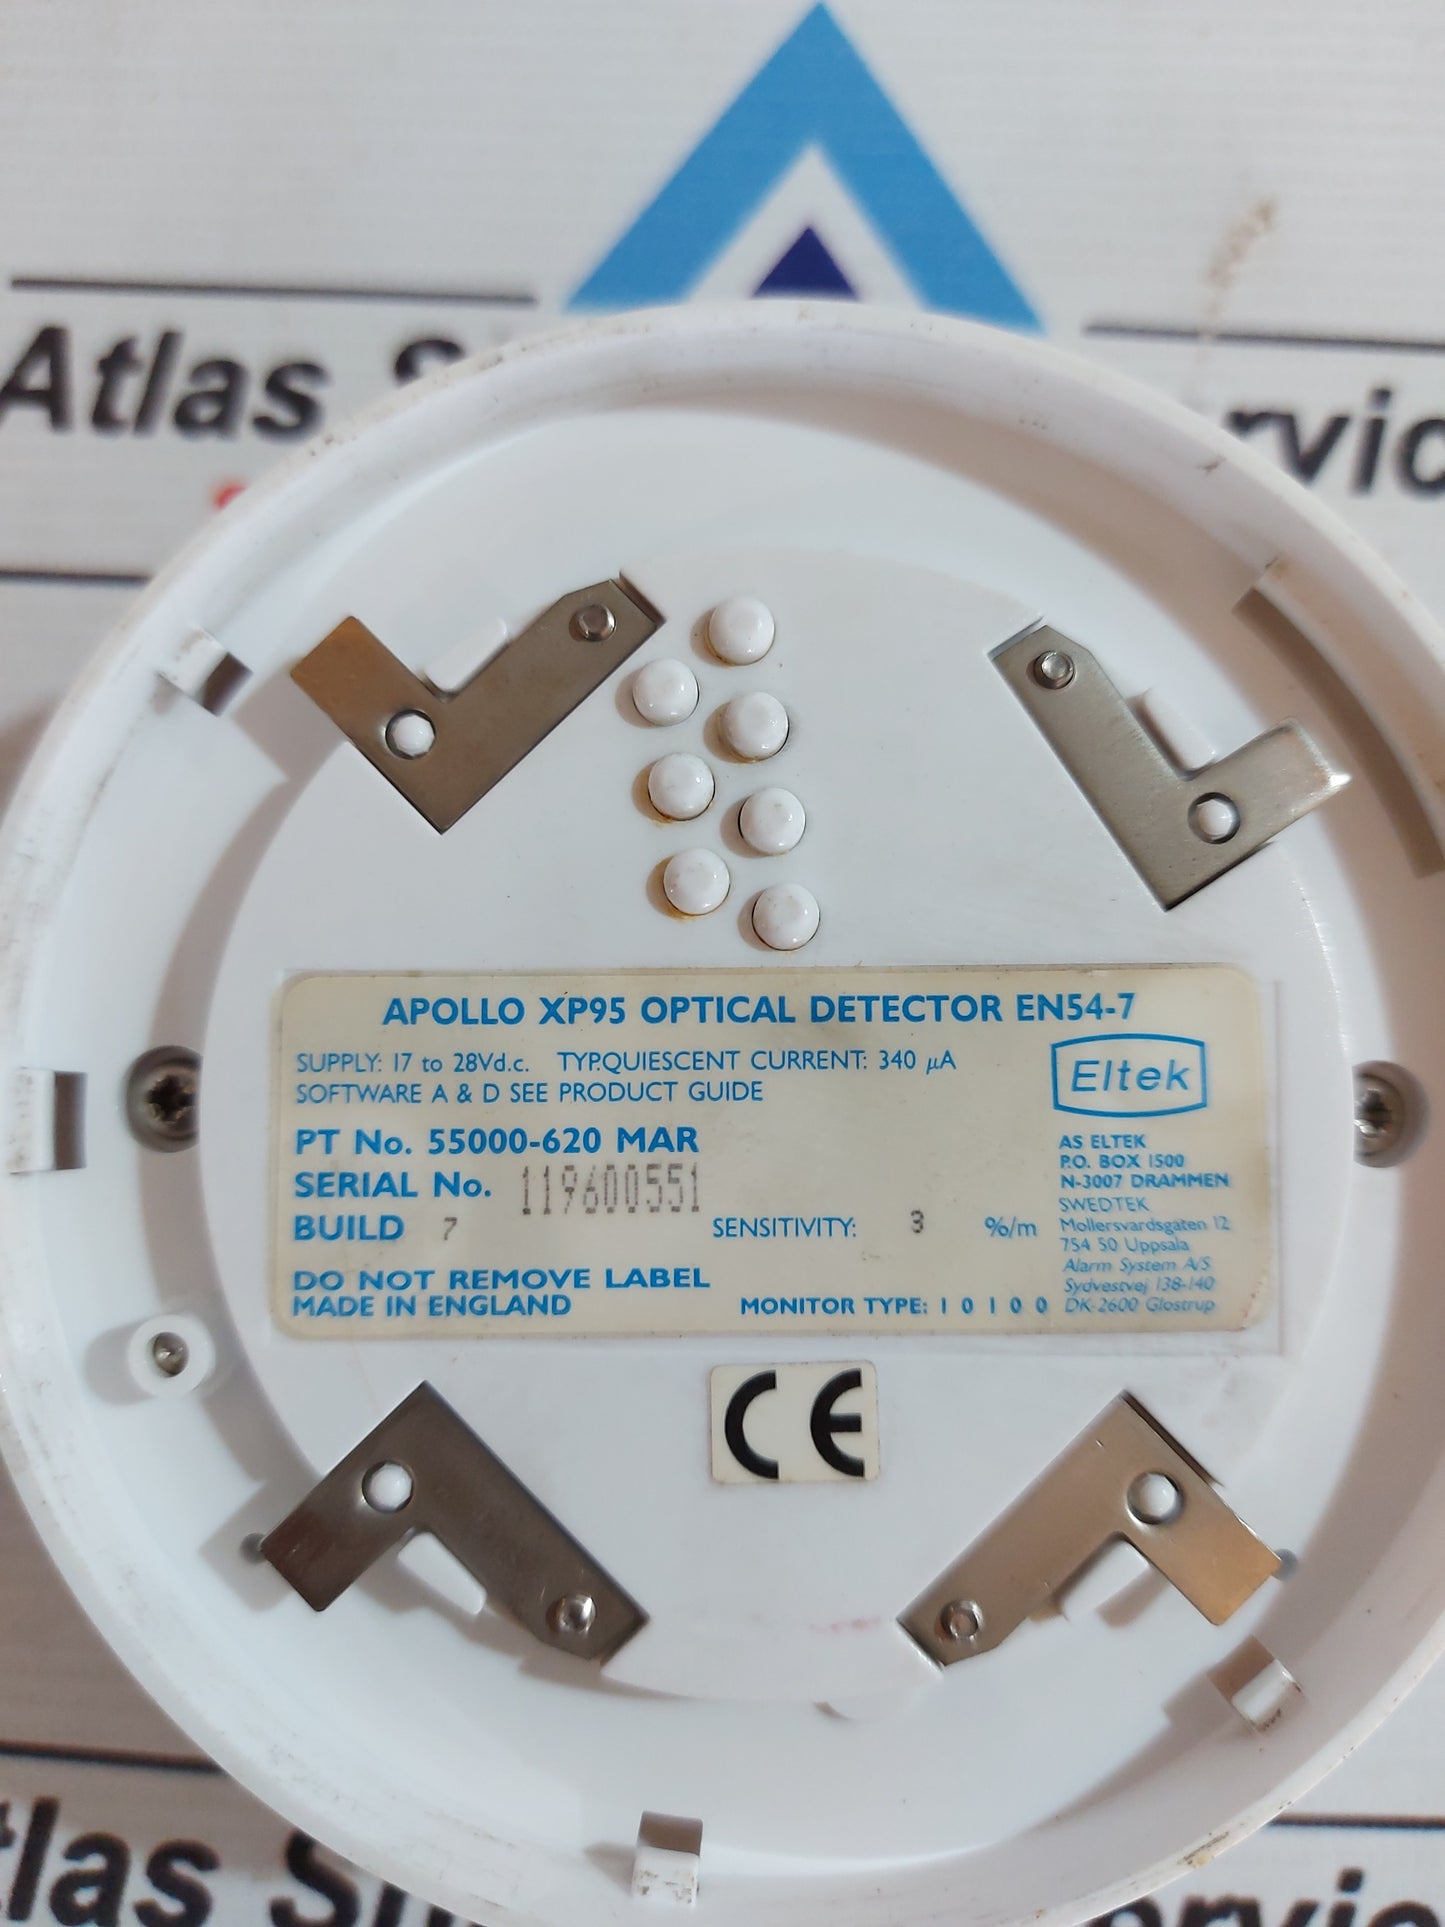 Atlas S
rvic
APOLLO XP95 OPTICAL DETECTOR EN54-7
SUPPLY: 17 to 28Vd.c. TYP.QUIESCENT CURRENT: 340 µA
SOFTWARE A & D SEE PRODUCT GUIDE
Eltek
PT No. 55000-620 MAR
SERIAL No. 119600551
BUILD 7
SENSITIVITY: 3 %/m
AS ELTEK
P.O. BOX 1500
N-3007 DRAMMEN
SWEDTEK
Mollersvardsgaten 12
754 50 Uppsala
Alarm System A/S
Sydvestvej 138-140
DK-2600 Glostrup
DO NOT REMOVE LABEL
MADE IN ENGLAND
MONITOR TYPE: 1 0 1 0 0
CE
tlas S